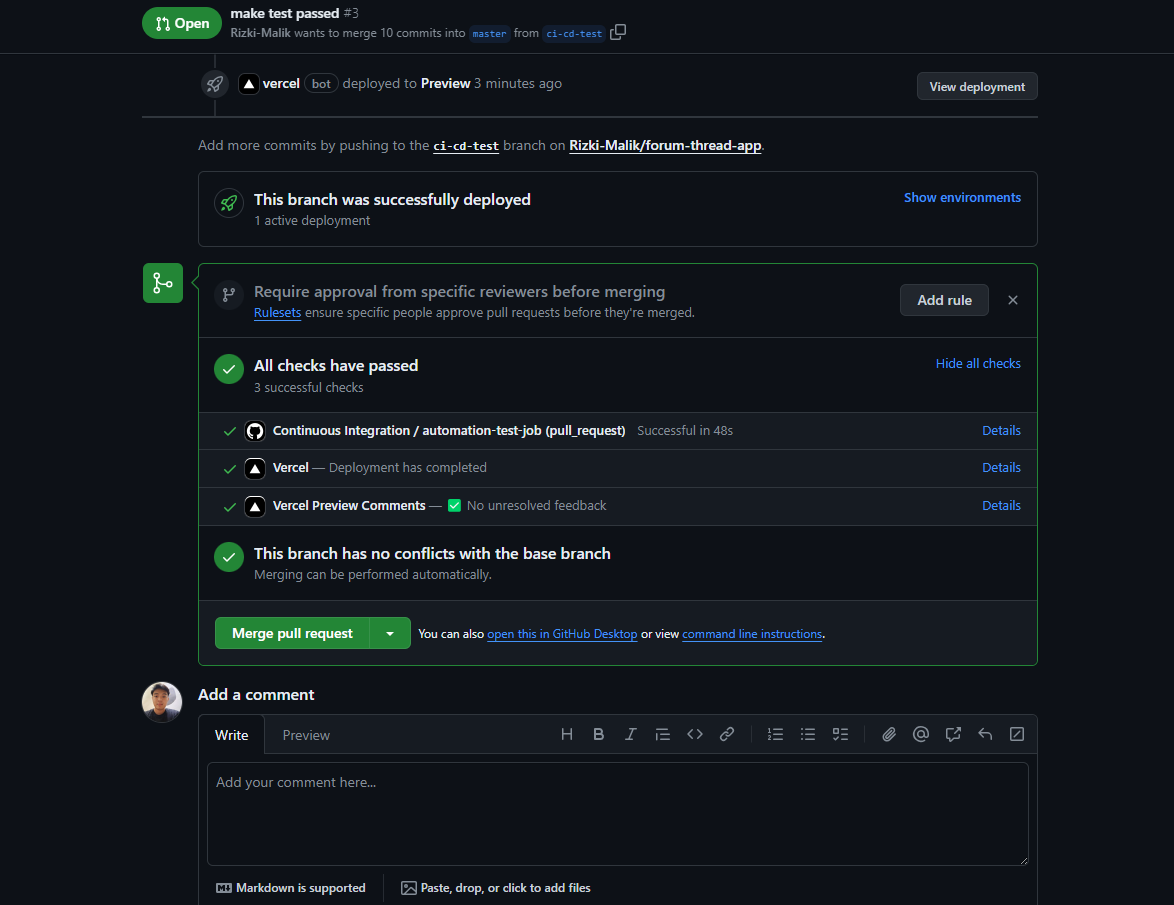 Open
make test passed #3
Rizki-Malik wants to merge 10 commits into master from ci-cd-test
vercel bot deployed to Preview 3 minutes ago
View deployment
Add more commits by pushing to the ci-cd-test branch on Rizki-Malik/forum-thread-app.
This branch was successfully deployed
Show environments
1 active deployment
Require approval from specific reviewers before merging
Rulesets ensure specific people approve pull requests before they're merged.
Add rule
All checks have passed
Hide all checks
3 successful checks
Continuous Integration / automation-test-job (pull_request) Successful in 48s Details
Vercel — Deployment has completed Details
Vercel Preview Comments — ✅ No unresolved feedback Details
This branch has no conflicts with the base branch
Merging can be performed automatically.
Merge pull request You can also open this in GitHub Desktop or view command line instructions.
Add a comment
Write Preview
Add your comment here...
Markdown is supported Paste, drop, or click to add files